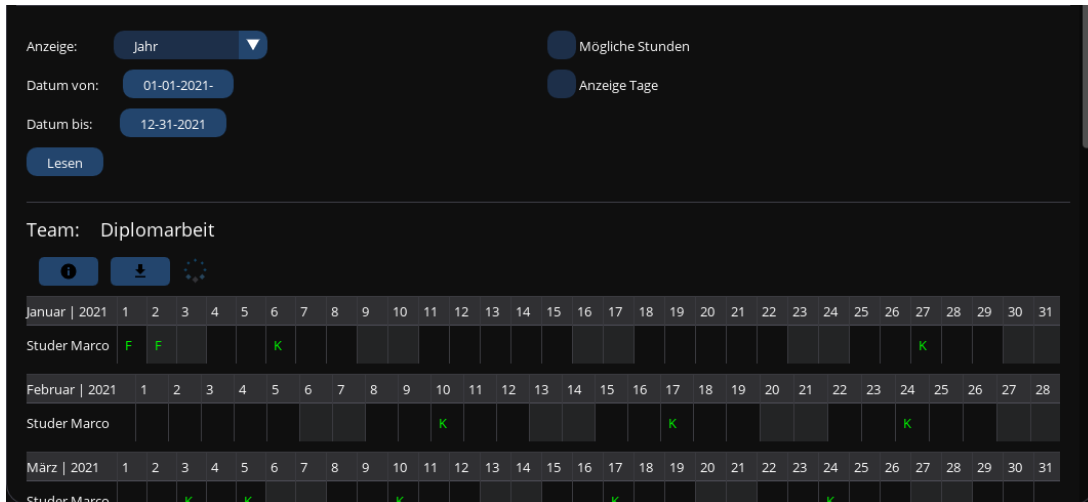 Anzeige: Jahr Mögliche Stunden
Datum von: 01-01-2021- Anzeige Tage
Datum bis: 12-31-2021
Lesen
Team: Diplomarbeit
Januar | 2021 1 2 3 4 5 6 7 8 9 10 11 12 13 14 15 16 17 18 19 20 21 22 23 24 25 26 27 28 29 30 31
Studer Marco F F K K
Februar | 2021 1 2 3 4 5 6 7 8 9 10 11 12 13 14 15 16 17 18 19 20 21 22 23 24 25 26 27 28
Studer Marco K K K
März | 2021 1 2 3 4 5 6 7 8 9 10 11 12 13 14 15 16 17 18 19 20 21 22 23 24 25 26 27 28 29 30 31
Studer Marco K K K K K